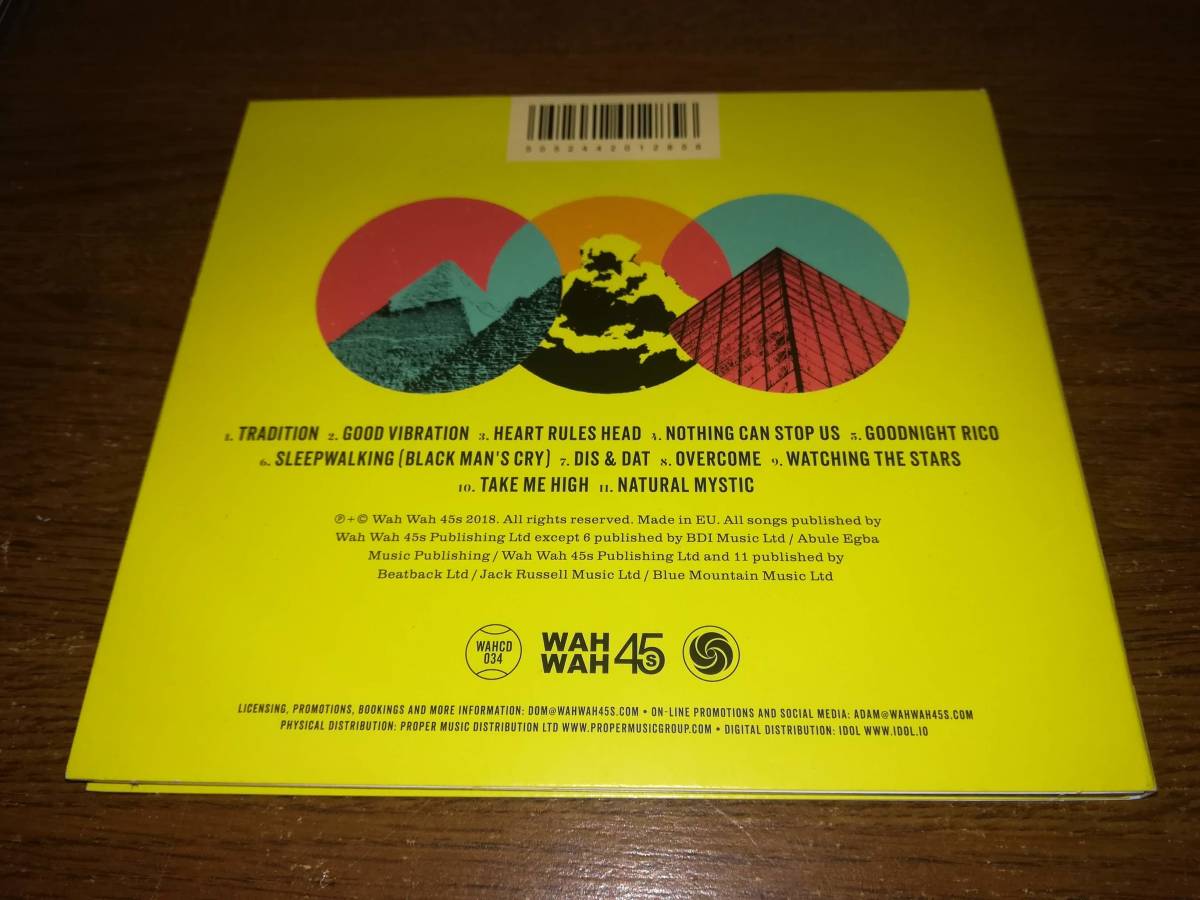 5052442012856
1. TRADITION 2. GOOD VIBRATION 3. HEART RULES HEAD 4. NOTHING CAN STOP US 5. GOODNIGHT RICO
6. SLEEPWALKING (BLACK MAN'S CRY) 7. DIS & DAT 8. OVERCOME 9. WATCHING THE STARS
10. TAKE ME HIGH 11. NATURAL MYSTIC
℗+© Wah Wah 45s 2018. All rights reserved. Made in EU. All songs published by
Wah Wah 45s Publishing Ltd except 6 published by BDI Music Ltd / Abule Egba
Music Publishing / Wah Wah 45s Publishing Ltd and 11 published by
Beatback Ltd / Jack Russell Music Ltd / Blue Mountain Music Ltd
WAHCD
034
WAH
WAH 45s
LICENSING, PROMOTIONS, BOOKINGS AND MORE INFORMATION: DOM@WAHWAH45S.COM • ON-LINE PROMOTIONS AND SOCIAL MEDIA: ADAM@WAHWAH45S.COM
PHYSICAL DISTRIBUTION: PROPER MUSIC DISTRIBUTION LTD WWW.PROPERMUSICGROUP.COM • DIGITAL DISTRIBUTION: IDOL WWW.IDOL.IO